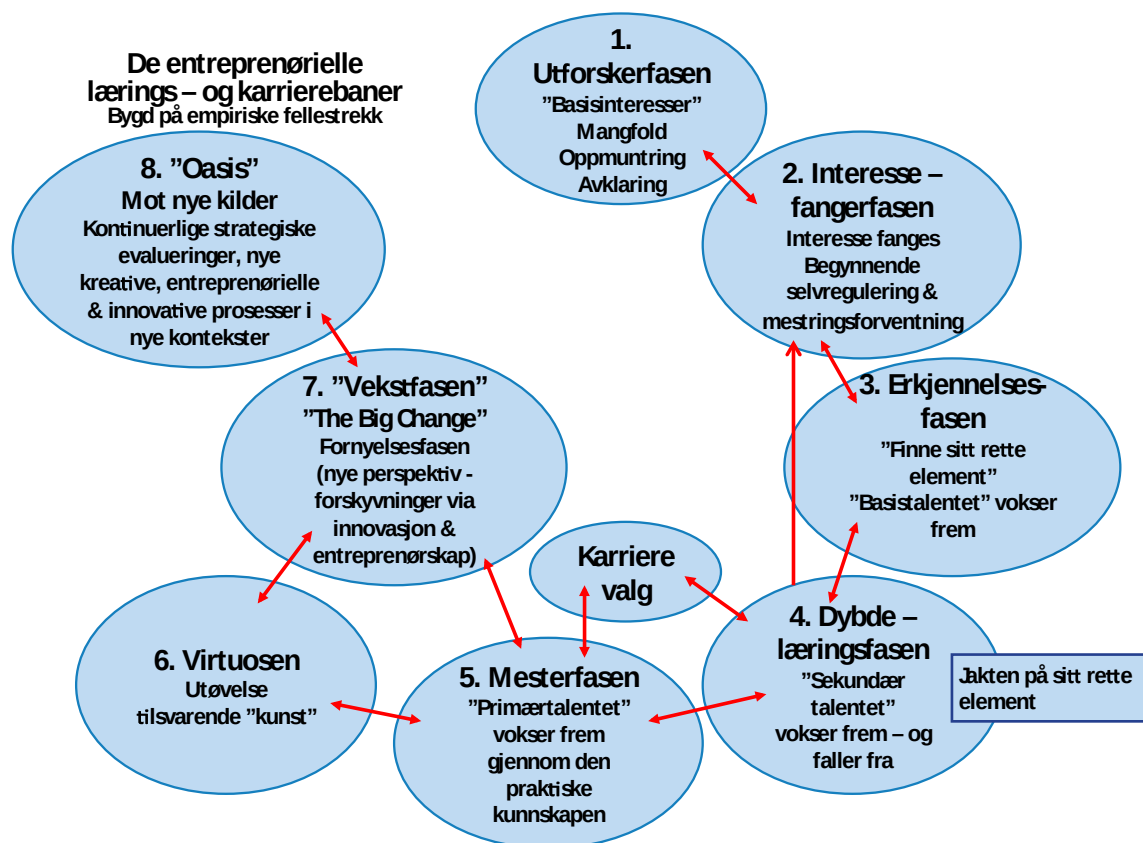 De entreprenørielle
lærings – og karrierebaner
Bygd på empiriske fellestrekk
1.
Utforskerfasen
”Basisinteresser”
Mangfold
Oppmuntring
Avklaring
2. Interesse –
fangerfasen
Interesse fanges
Begynnende
selvregulering &
mestringsforventning
3. Erkjennelses-
fasen
”Finne sitt rette
element”
”Basistalentet” vokser
frem
4. Dybde –
læringsfasen
”Sekundær
talentet”
vokser frem – og
faller fra
Jakten på sitt rette
element
Karriere
valg
5. Mesterfasen
”Primærtalentet”
vokser frem
gjennom den
praktiske
kunnskapen
6. Virtuosen
Utøvelse
tilsvarende ”kunst”
7. ”Vekstfasen”
”The Big Change”
Fornyelsesfasen
(nye perspektiv -
forskyvninger via
innovasjon &
entreprenørskap)
8. ”Oasis”
Mot nye kilder
Kontinuerlige strategiske
evalueringer, nye
kreative, entreprenørielle
& innovative prosesser i
nye kontekster